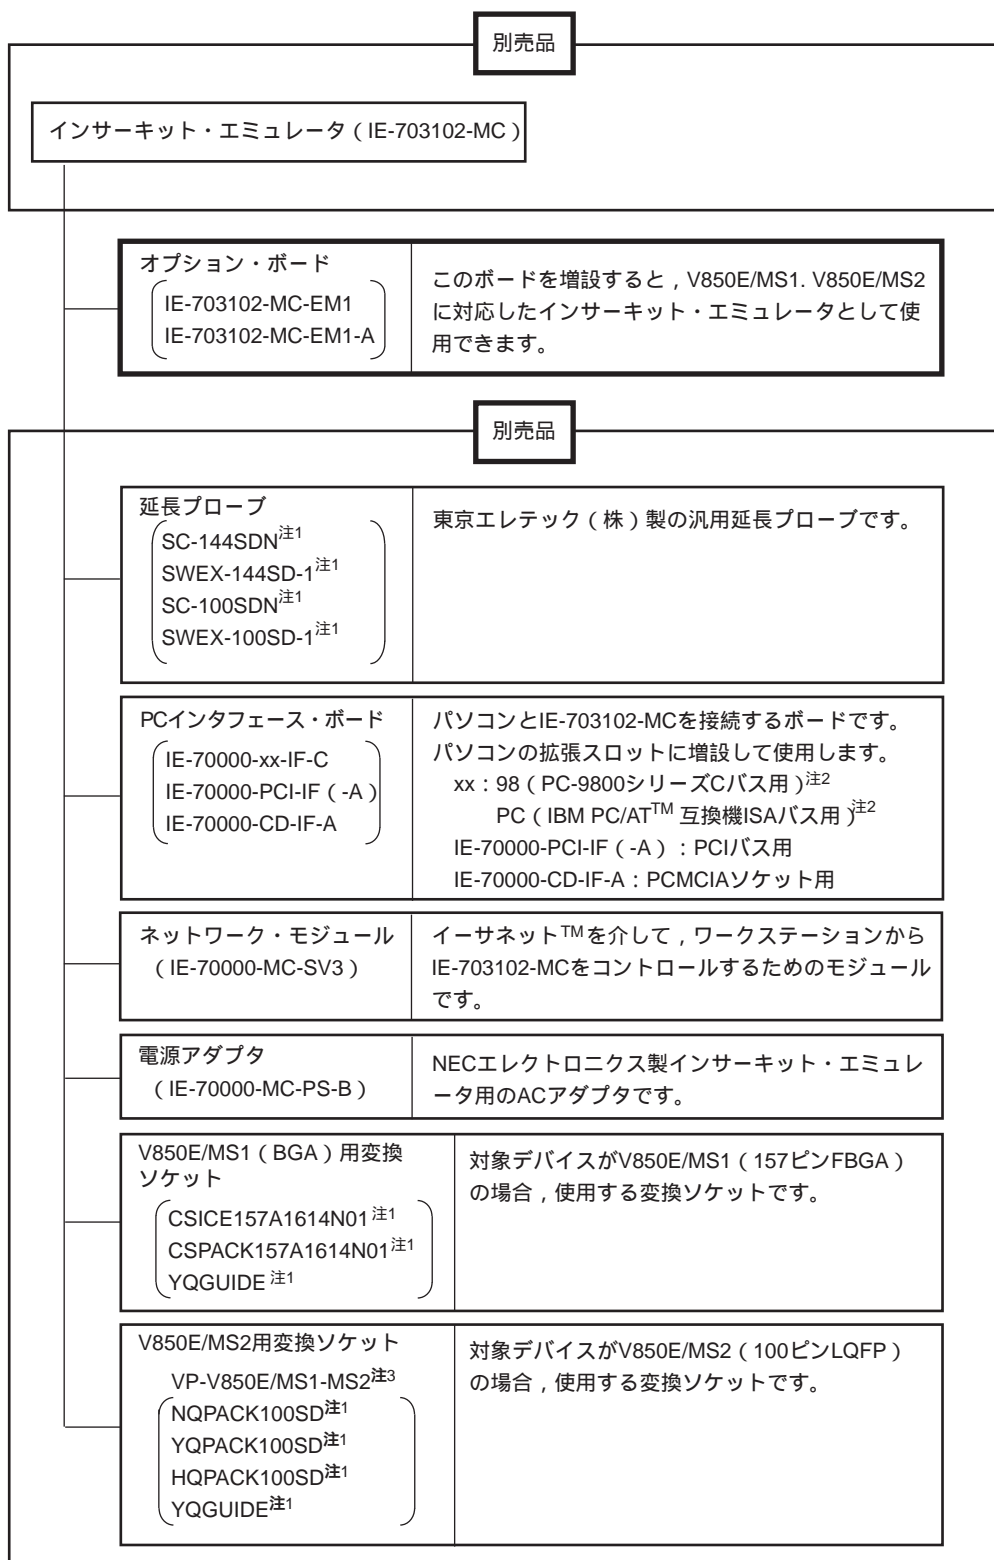 別売品
インサーキット・エミュレータ（IE-703102-MC）
オプション・ボード
IE-703102-MC-EM1
IE-703102-MC-EM1-A
このボードを増設すると，V850E/MS1. V850E/MS2
に対応したインサーキット・エミュレータとして使
用できます。
別売品
延長プローブ
SC-144SDN注1
SWEX-144SD-1注1
SC-100SDN注1
SWEX-100SD-1注1
東京エレテック（株）製の汎用延長プローブです。
PCインタフェース・ボード
IE-70000-xx-IF-C
IE-70000-PCI-IF（-A）
IE-70000-CD-IF-A
パソコンとIE-703102-MCを接続するボードです。
パソコンの拡張スロットに増設して使用します。
xx：98（PC-9800シリーズCバス用）注2
PC（IBM PC/ATTM 互換機ISAバス用）注2
IE-70000-PCI-IF（-A）：PCIバス用
IE-70000-CD-IF-A：PCMCIAソケット用
ネットワーク・モジュール
（IE-70000-MC-SV3）
イーサネットTMを介して，ワークステーションから
IE-703102-MCをコントロールするためのモジュール
です。
電源アダプタ
（IE-70000-MC-PS-B）
NECエレクトロニクス製インサーキット・エミュレ
ータ用のACアダプタです。
V850E/MS1（BGA）用変換
ソケット
CSICE157A1614N01注1
CSPACK157A1614N01注1
YQGUIDE注1
対象デバイスがV850E/MS1（157ピンFBGA）
の場合，使用する変換ソケットです。
V850E/MS2用変換ソケット
VP-V850E/MS1-MS2注3
NQPACK100SD注1
YQPACK100SD注1
HQPACK100SD注1
YQGUIDE注1
対象デバイスがV850E/MS2（100ピンLQFP）
の場合，使用する変換ソケットです。